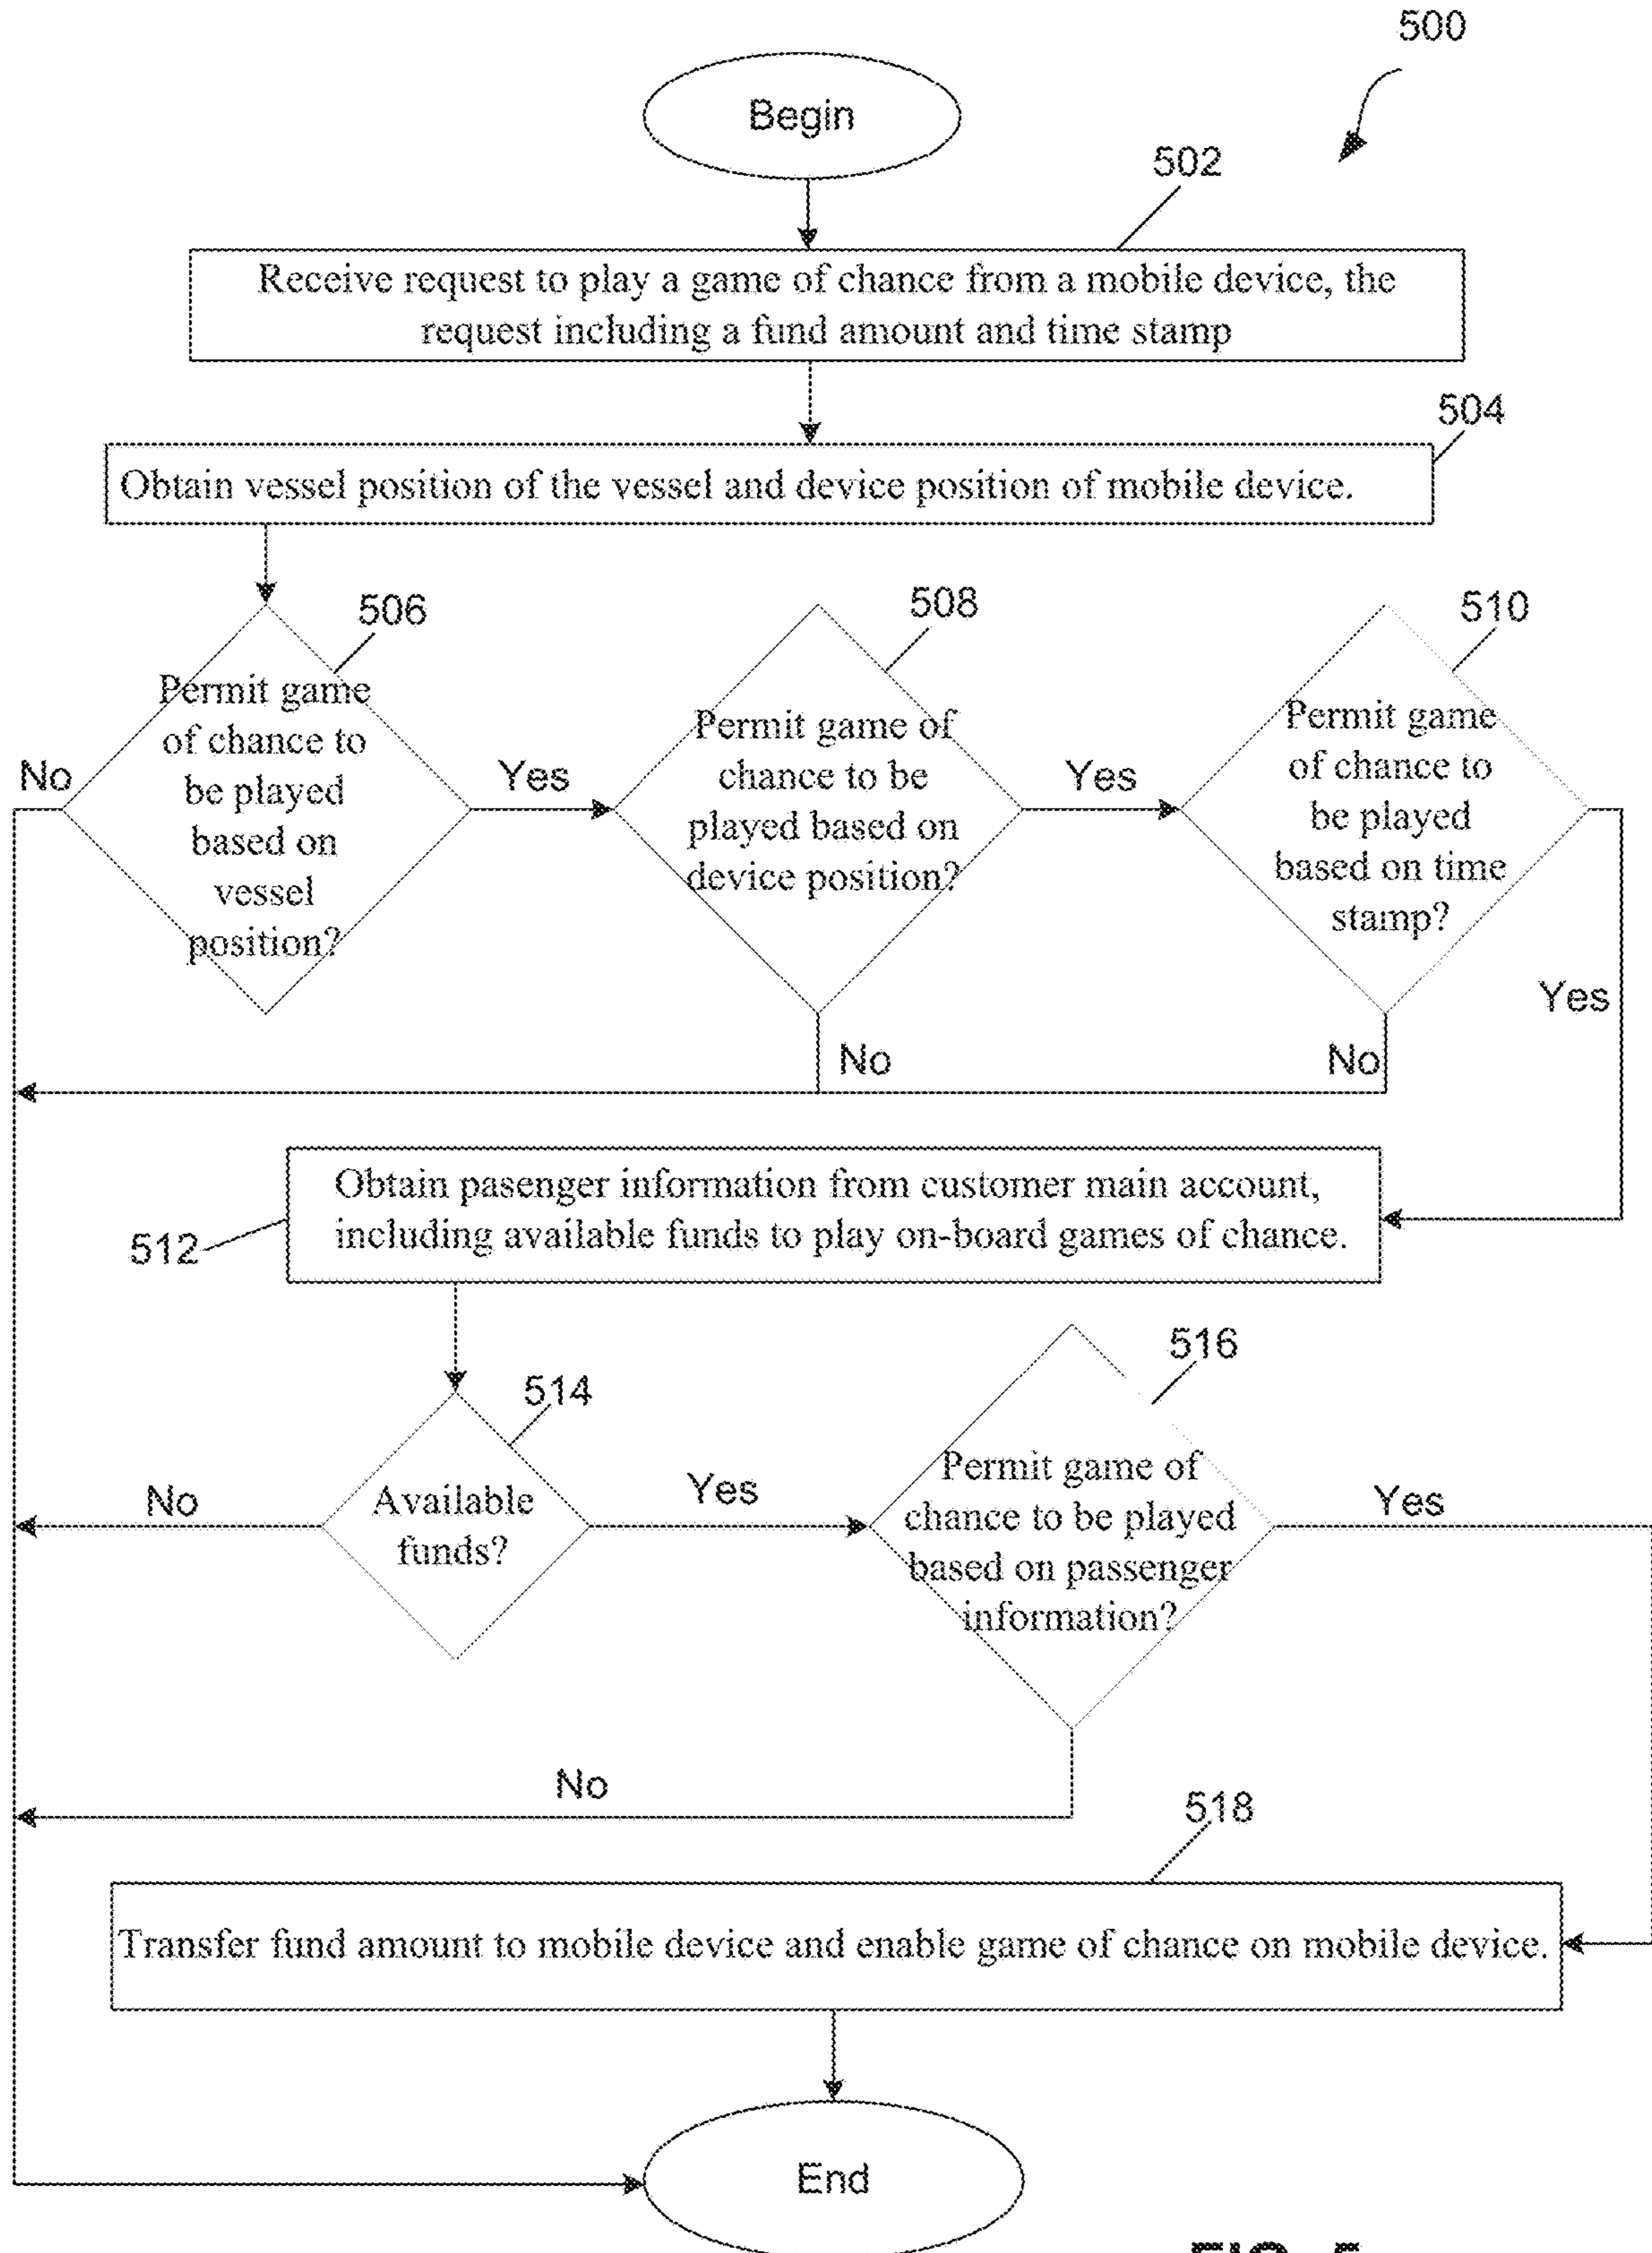 500
Begin
502
Receive request to play a game of chance from a mobile device, the
request including a fund amount and time stamp
504
Obtain vessel position of the vessel and device position of mobile device.
506
Permit game
of chance to
be played
based on
vessel
position?
No
Yes
508
Permit game of
chance to be
played based on
device position?
Yes
No
510
Permit game
of chance to
be played
based on time
stamp?
No
Yes
512
Obtain pasenger information from customer main account,
including available funds to play on-board games of chance.
514
Available
funds?
No
Yes
516
Permit game of
chance to be played
based on passenger
information?
Yes
No
518
Transfer fund amount to mobile device and enable game of chance on mobile device.
End